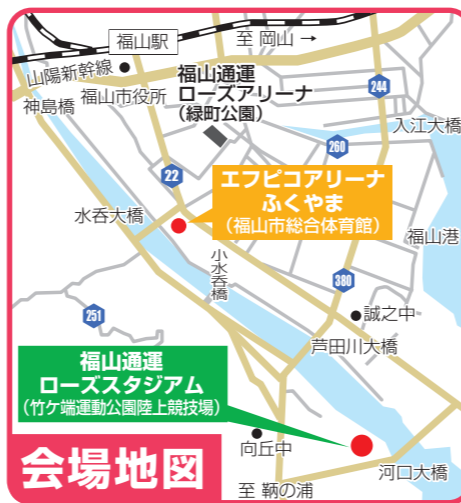 福山駅
至 岡山 →
山陽新幹線
福山市役所
神島橋
福山通運
ローズアリーナ
(緑町公園)
244
入江大橋
260
22
エフピコアリーナ
ふくやま
(福山市総合体育館)
水呑大橋
福山港
小水呑橋
380
251
誠之中
芦田川大橋
福山通運
ローズスタジアム
(竹ケ端運動公園陸上競技場)
向丘中
河口大橋
至 鞆の浦
会場地図